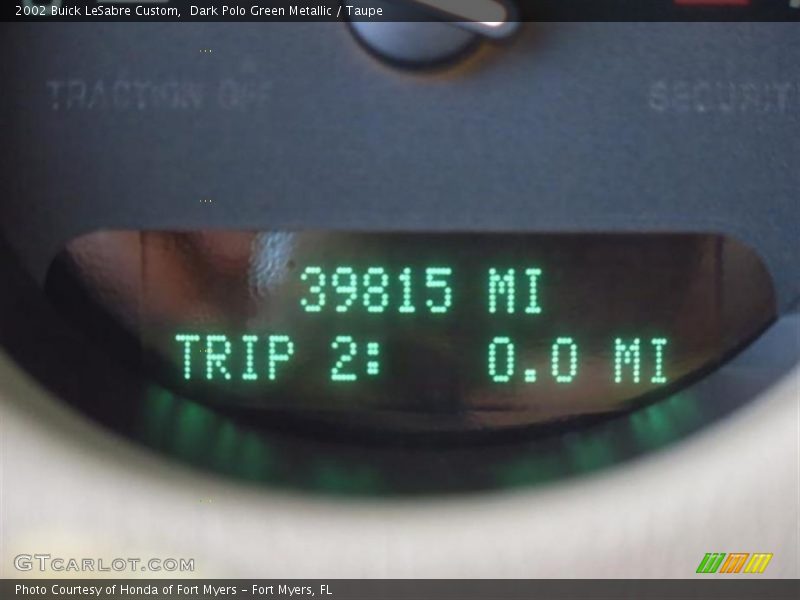 2002 Buick LeSabre Custom, Dark Polo Green Metallic / Taupe
TRACTION OFF
SECURITY
39815 MI
TRIP 2: 0.0 MI
GTCARLOT.COM
Photo Courtesy of Honda of Fort Myers - Fort Myers, FL